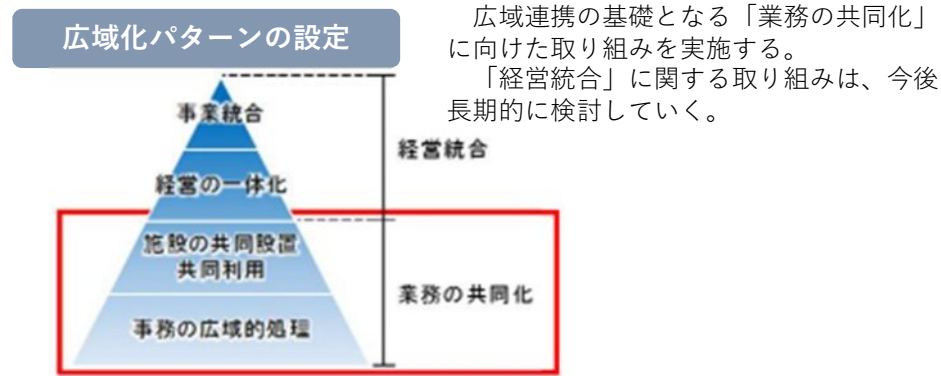 広域化パターンの設定
広域連携の基礎となる「業務の共同化」
に向けた取り組みを実施する。
「経営統合」に関する取り組みは、今後
長期的に検討していく。
事業統合
経営の一体化
施設の共同設置
共同利用
事務の広域的処理
経営統合
業務の共同化